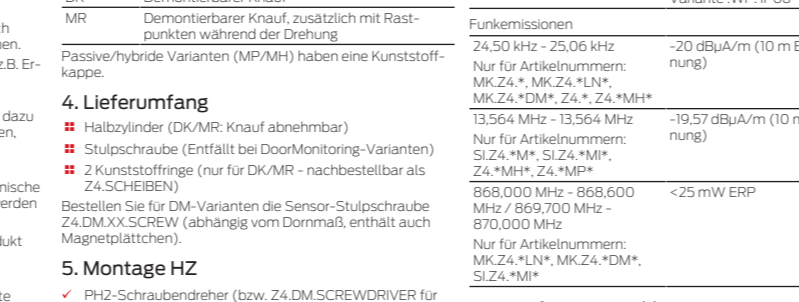 MR Demontierbarer Knauf, zusätzlich mit Rast-
punkten während der Drehung
Passive/hybride Varianten (MP/MH) haben eine Kunststoff-
kappe.
4. Lieferumfang
Halbzylinder (DK/MR: Knauf abnehmbar)
Stulpschraube (Entfällt bei DoorMonitoring-Varianten)
2 Kunststoffringe (nur für DK/MR - nachbestellbar als
Z4.SCHEIBEN)
Bestellen Sie für DM-Varianten die Sensor-Stulpschraube
Z4.DM.XX.SCREW (abhängig vom Dornmaß, enthält auch
Magnetplättchen).
5. Montage HZ
✓ PH2-Schraubendreher (bzw. Z4.DM.SCREWDRIVER für
Funkemissionen
24,50 kHz - 25,06 kHz -20 dBµA/m (10 m
Nur für Artikelnummern: nung)
MK.Z4.*, MK.Z4.*LN*,
MK.Z4.*DM*, Z4.*, Z4.*MH*
13,564 MHz - 13,564 MHz -19,57 dBµA/m (10
Nur für Artikelnummern: nung)
SI.Z4.*M*, SI.Z4.*MI*,
Z4.*MH*, Z4.*MP*
868,000 MHz - 868,600 <25 mW ERP
MHz / 869,700 MHz -
870,000 MHz
Nur für Artikelnummern:
MK.Z4.*LN*, MK.Z4.*DM*,
SI.Z4.*MI*